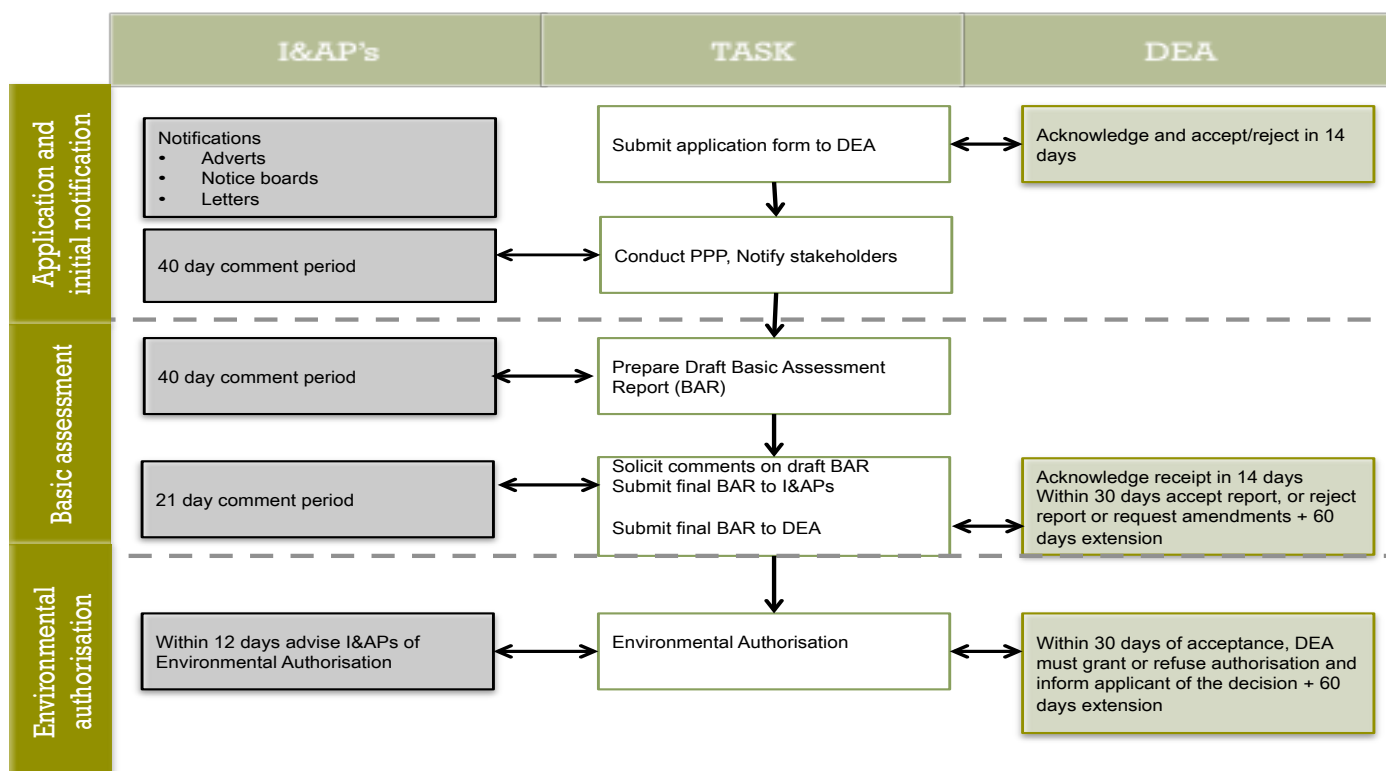 I&AP's
TASK
DEA
Application and
initial notification
Notifications
• Adverts
• Notice boards
• Letters
Submit application form to DEA
Acknowledge and accept/reject in 14
days
40 day comment period
Conduct PPP, Notify stakeholders
Basic assessment
40 day comment period
Prepare Draft Basic Assessment
Report (BAR)
21 day comment period
Solicit comments on draft BAR
Submit final BAR to I&APs
Submit final BAR to DEA
Acknowledge receipt in 14 days
Within 30 days accept report, or reject
report or request amendments + 60
days extension
Environmental
authorisation
Within 12 days advise I&APs of
Environmental Authorisation
Environmental Authorisation
Within 30 days of acceptance, DEA
must grant or refuse authorisation and
inform applicant of the decision + 60
days extension